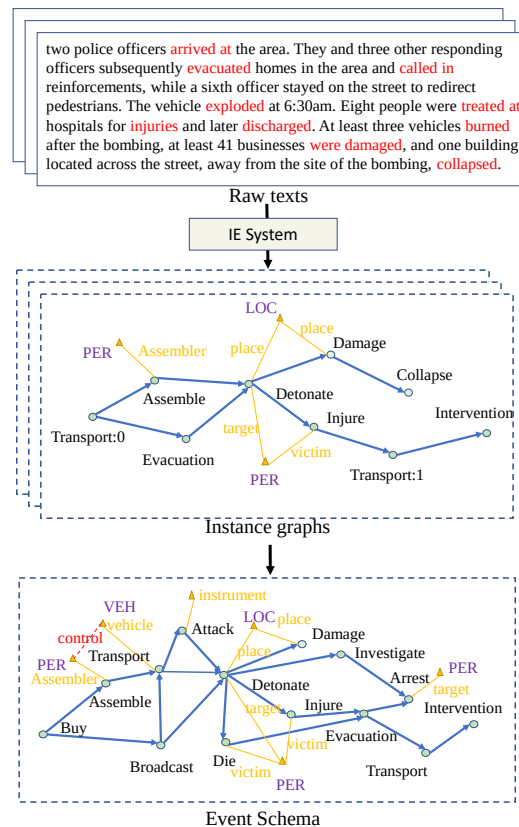 two police officers arrived at the area. They and three other responding
officers subsequently evacuated homes in the area and called in
reinforcements, while a sixth officer stayed on the street to redirect
pedestrians. The vehicle exploded at 6:30am. Eight people were treated at
hospitals for injuries and later discharged. At least three vehicles burned
after the bombing, at least 41 businesses were damaged, and one building
located across the street, away from the site of the bombing, collapsed.
Raw texts
IE System
LOC
PER
Assembler
place
place
Damage
Assemble
Detonate
Collapse
Transport:0
Evacuation
target
Injure
victim
PER
Transport:1
Intervention
Instance graphs
instrument
VEH
vehicle
control
Attack
LOC
place
place
Damage
PER
Assembler
Transport
Investigate
Assemble
Detonate
Arrest
PER
target
Buy
target
Injure
Intervention
Broadcast
Die
victim
victim
Evacuation
PER
Transport
Event Schema